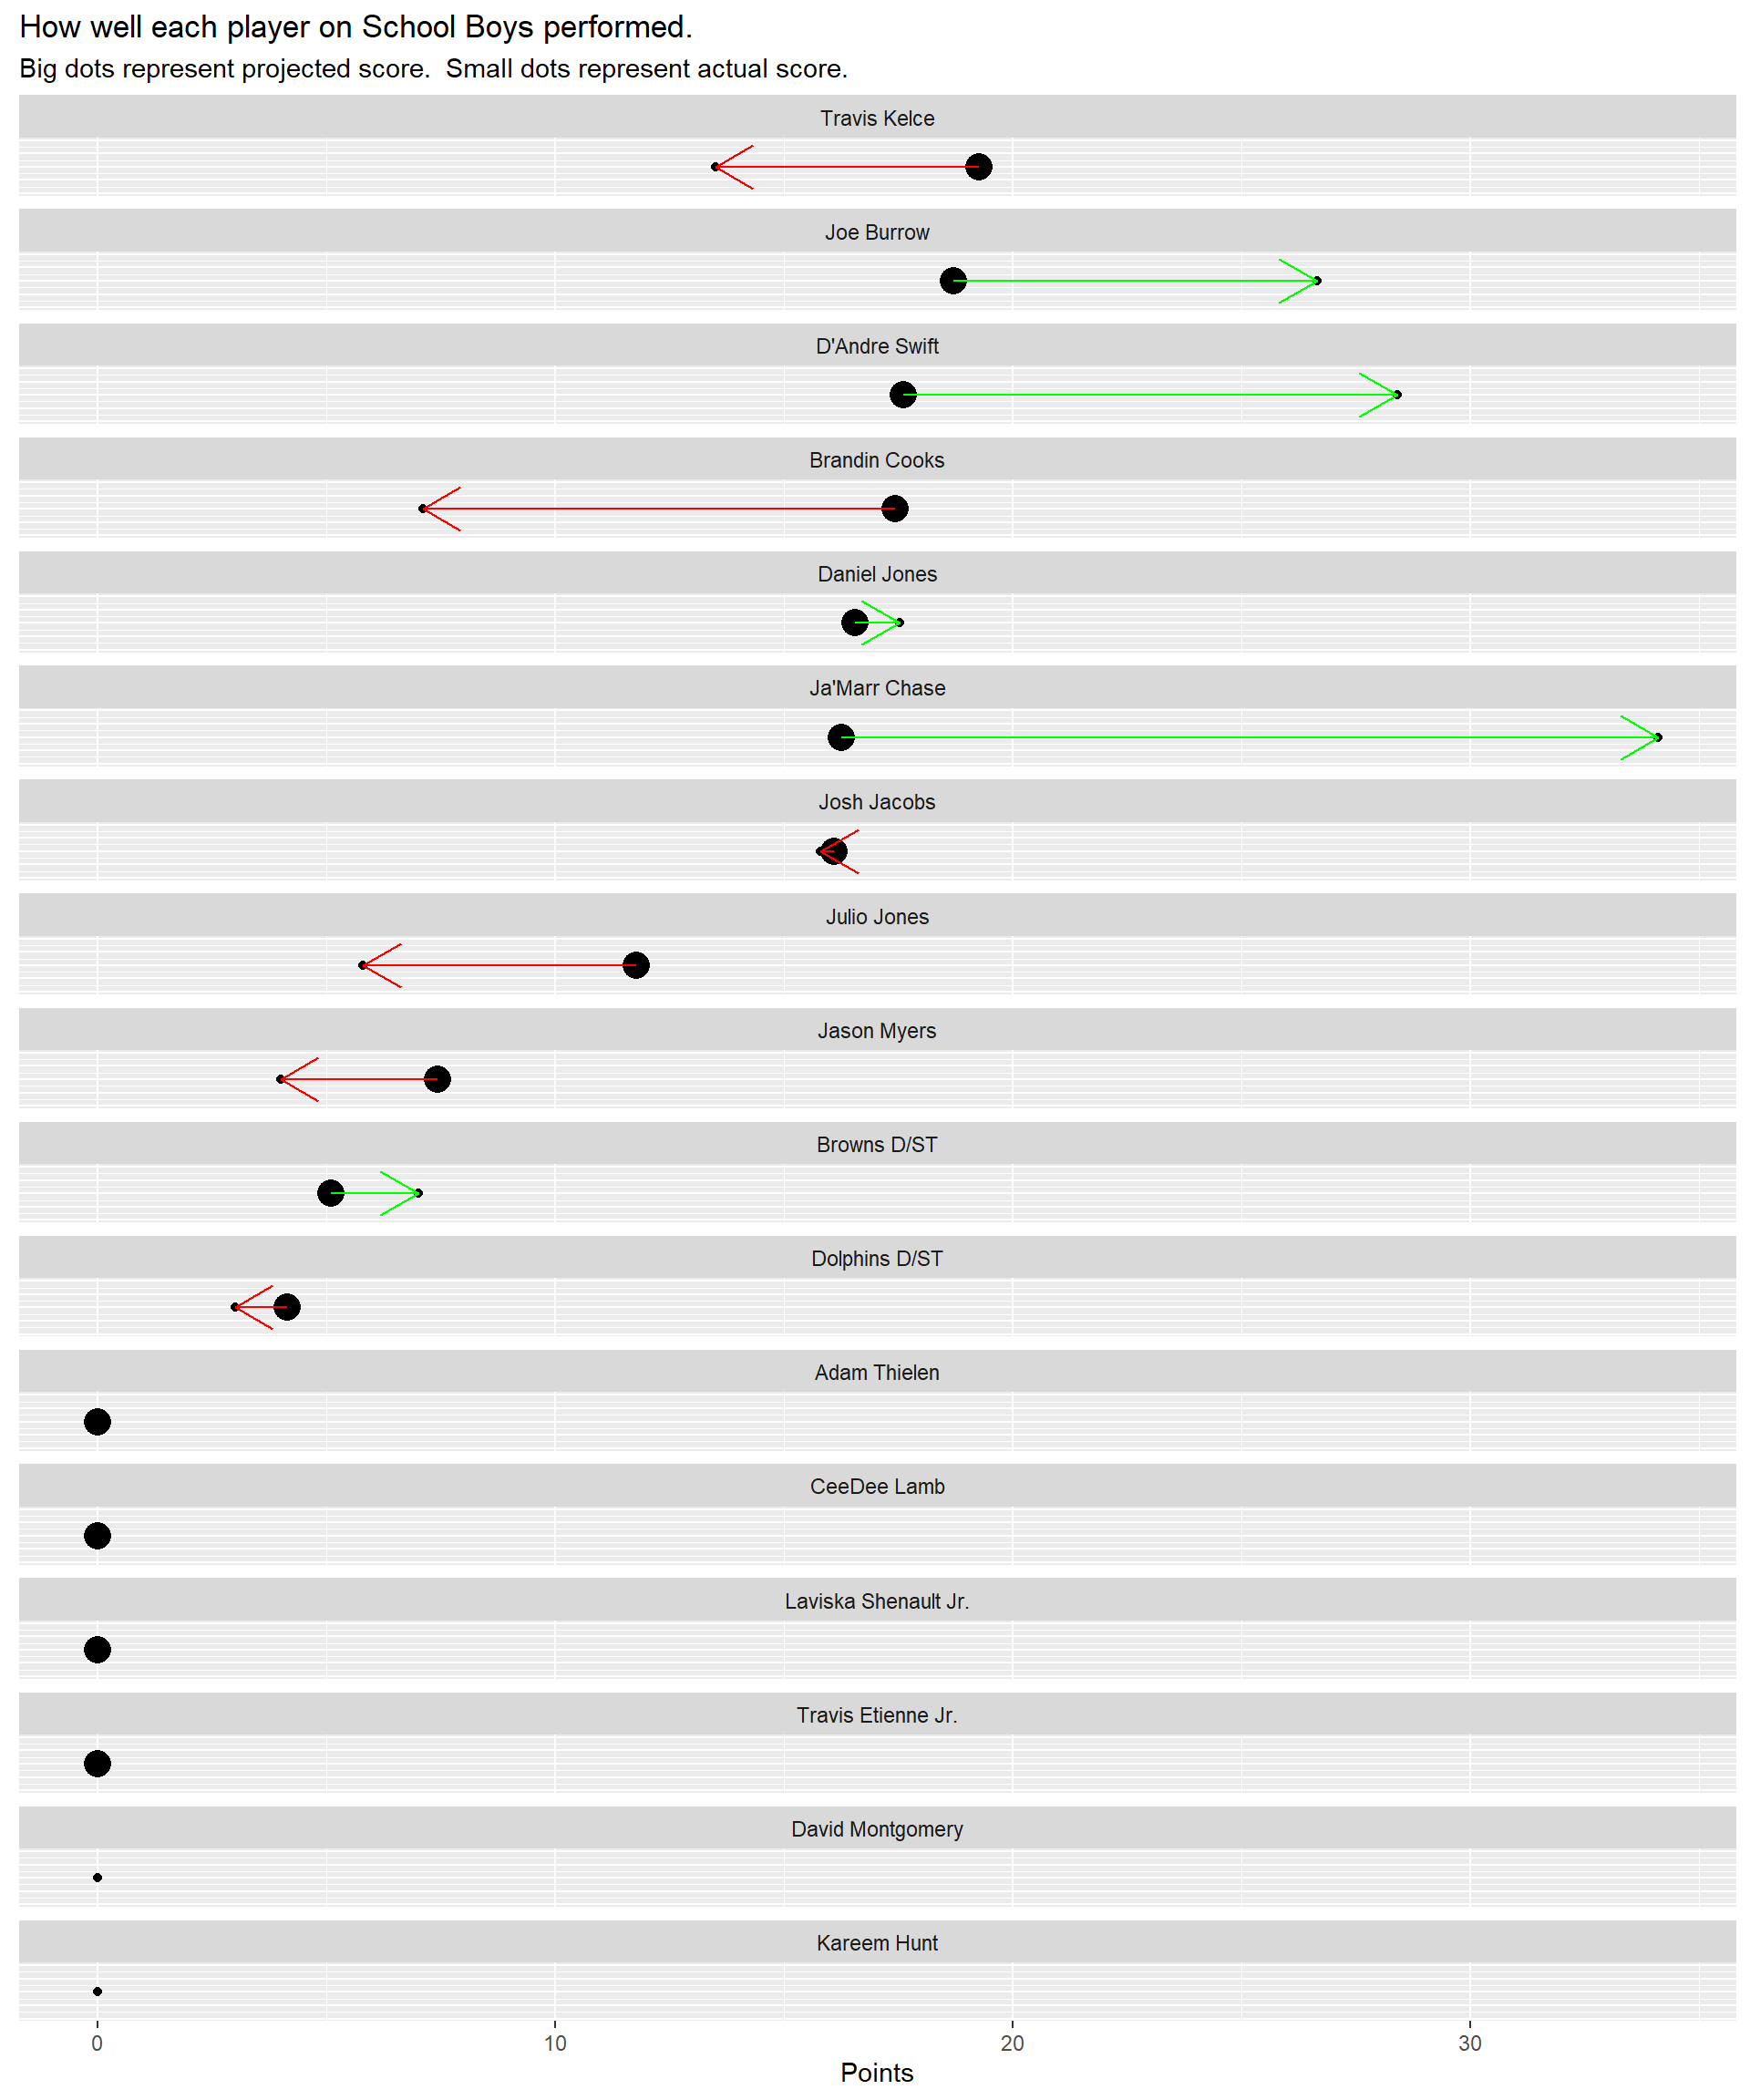 How well each player on School Boys performed.
Big dots represent projected score.  Small dots represent actual score.
Travis Kelce
Joe Burrow
D'Andre Swift
Brandin Cooks
Daniel Jones
Ja'Marr Chase
Josh Jacobs
Julio Jones
Jason Myers
Browns D/ST
Dolphins D/ST
Adam Thielen
CeeDee Lamb
Laviska Shenault Jr.
Travis Etienne Jr.
David Montgomery
Kareem Hunt
0 10 20 30
Points